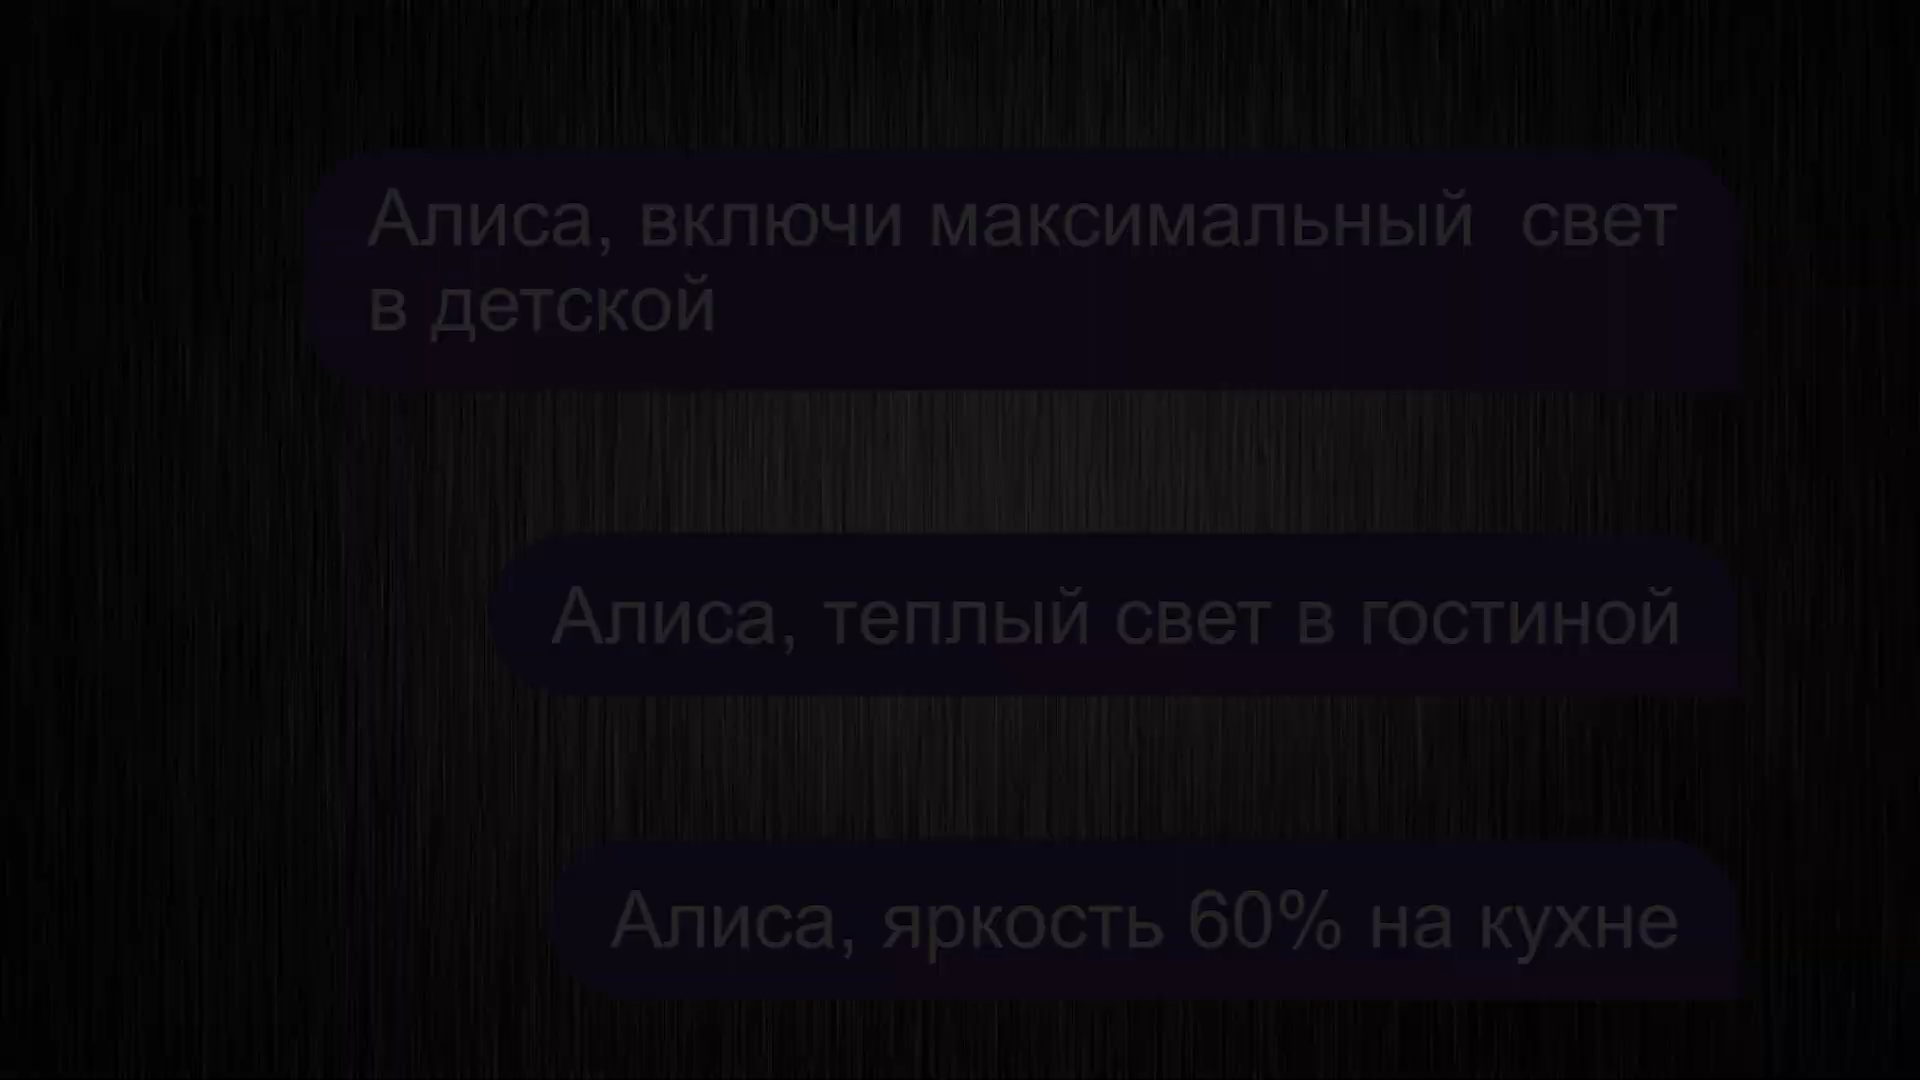 Алиса, включи максимальный  свет
в детской
Алиса, теплый свет в гостиной
Алиса, яркость 60% на кухне